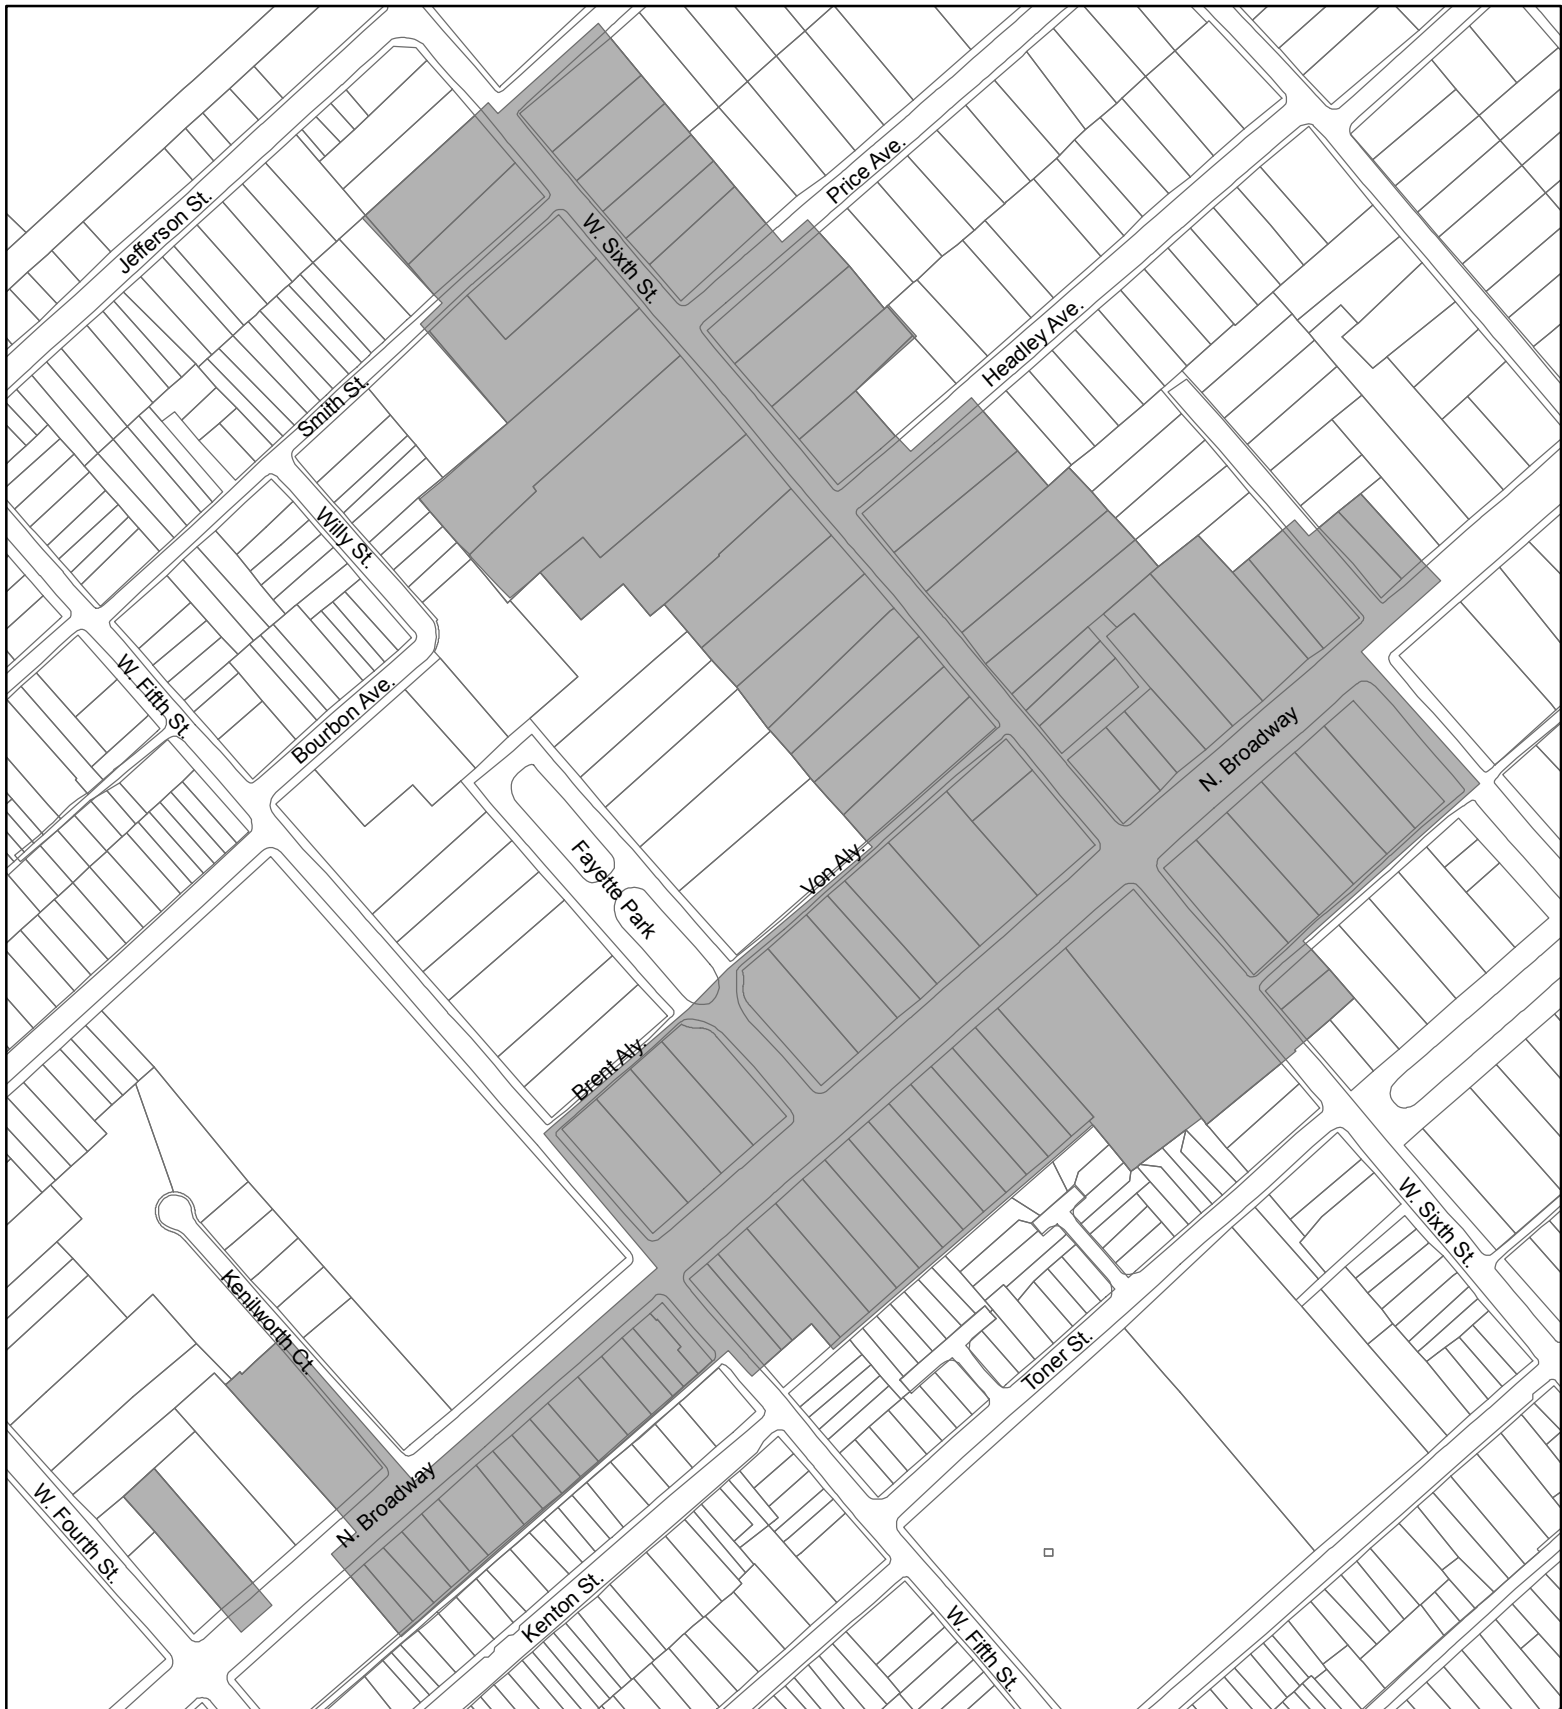 Price Ave.
Jefferson St.
W. Sixth St.
Headley Ave.
Smith St.
Willy St.
W. Fifth St.
Bourbon Ave.
N. Broadway
Von Aly.
Fayette Park
Brent Aly.
W. Sixth St.
Kenilworth Ct.
Toner St.
N. Broadway
W. Fourth St.
Kenton St.
W. Fifth St.